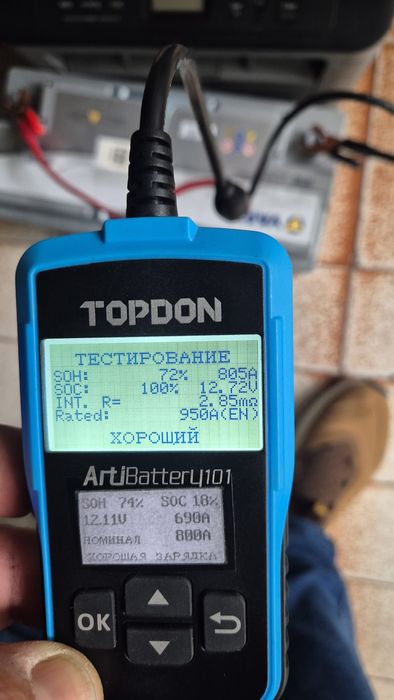 TOPDON
ТЕСТИРОВАНИЕ
SOH: 72% 805A
SOC: 100% 12.72V
INT. R= 2.85mΩ
Rated: 950A(EN)
ХОРОШИЙ
ArtiBattery101
SOH 74% SOC 18%
12.11V 690A
НОМИНАЛ 800A
ХОРОШАЯ ЗАРЯДКА
OK